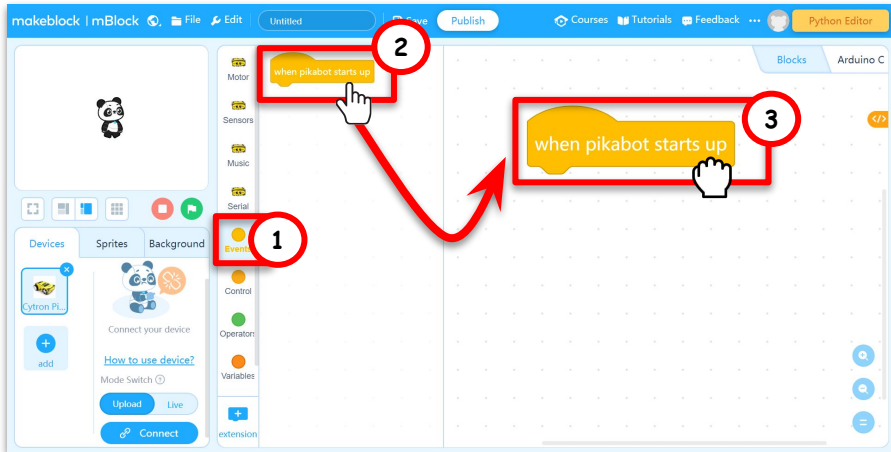 makeblock | mBlock
File
Edit
Untitled
Save
Publish
Courses
Tutorials
Feedback
Python Editor
2
Blocks
Arduino C
Motor
when pikabot starts up
Sensors
3
</>
when pikabot starts up
Music
Serial
1
Devices
Sprites
Background
Events
Control
Cytron Pi...
Connect your device
Operators
add
How to use device?
Mode Switch
Variables
Upload
Live
Connect
extension